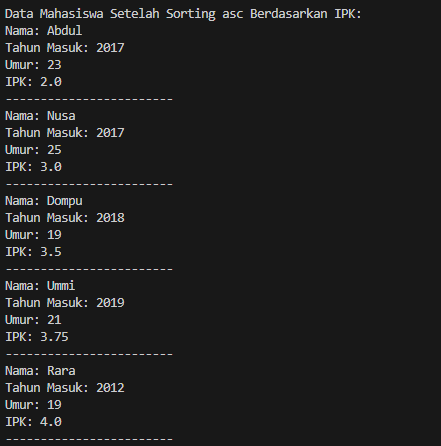 Data Mahasiswa Setelah Sorting asc Berdasarkan IPK:
Nama: Abdul
Tahun Masuk: 2017
Umur: 23
IPK: 2.0
------------------------
Nama: Nusa
Tahun Masuk: 2017
Umur: 25
IPK: 3.0
------------------------
Nama: Dompu
Tahun Masuk: 2018
Umur: 19
IPK: 3.5
------------------------
Nama: Ummi
Tahun Masuk: 2019
Umur: 21
IPK: 3.75
------------------------
Nama: Rara
Tahun Masuk: 2012
Umur: 19
IPK: 4.0
------------------------